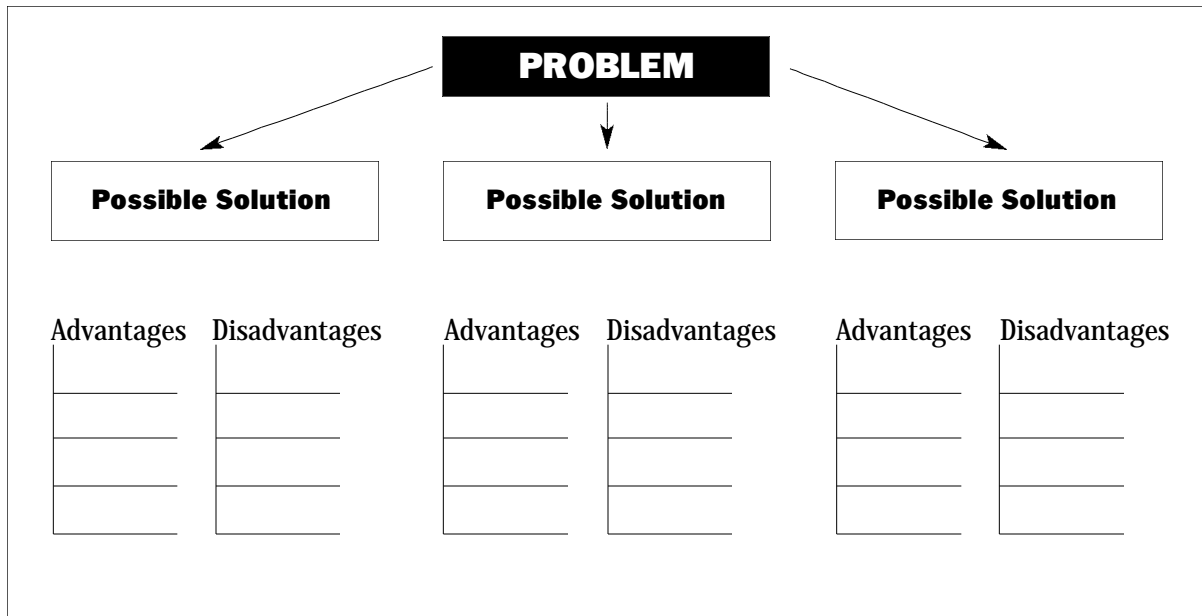 PROBLEM
Possible Solution Possible Solution Possible Solution
Advantages Disadvantages Advantages Disadvantages Advantages Disadvantages